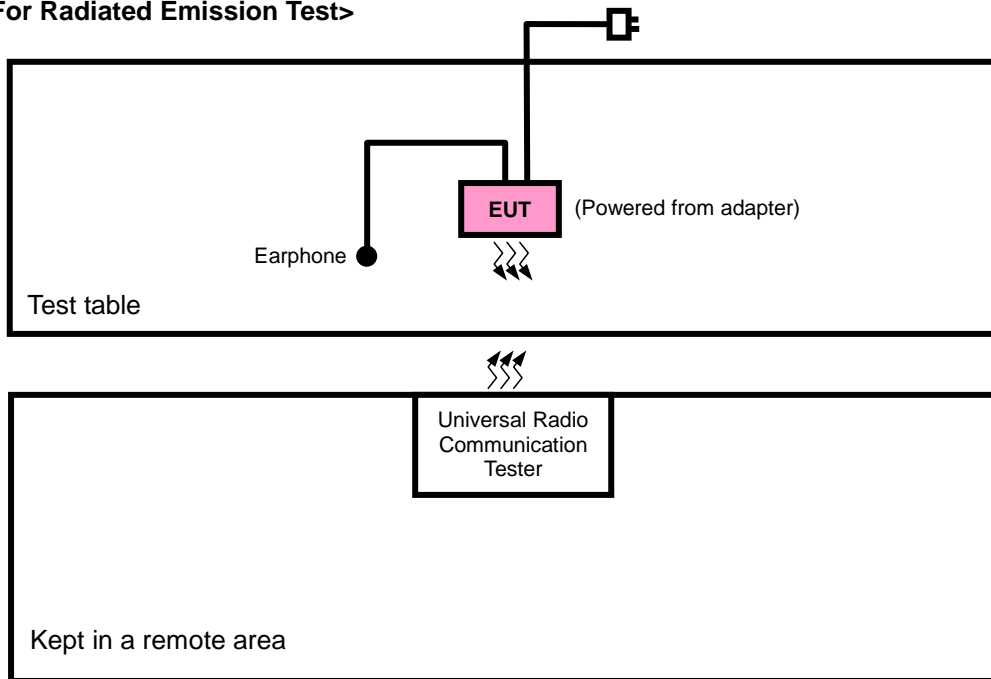 For Radiated Emission Test>
EUT
(Powered from adapter)
Earphone
Test table
Universal Radio
Communication
Tester
Kept in a remote area